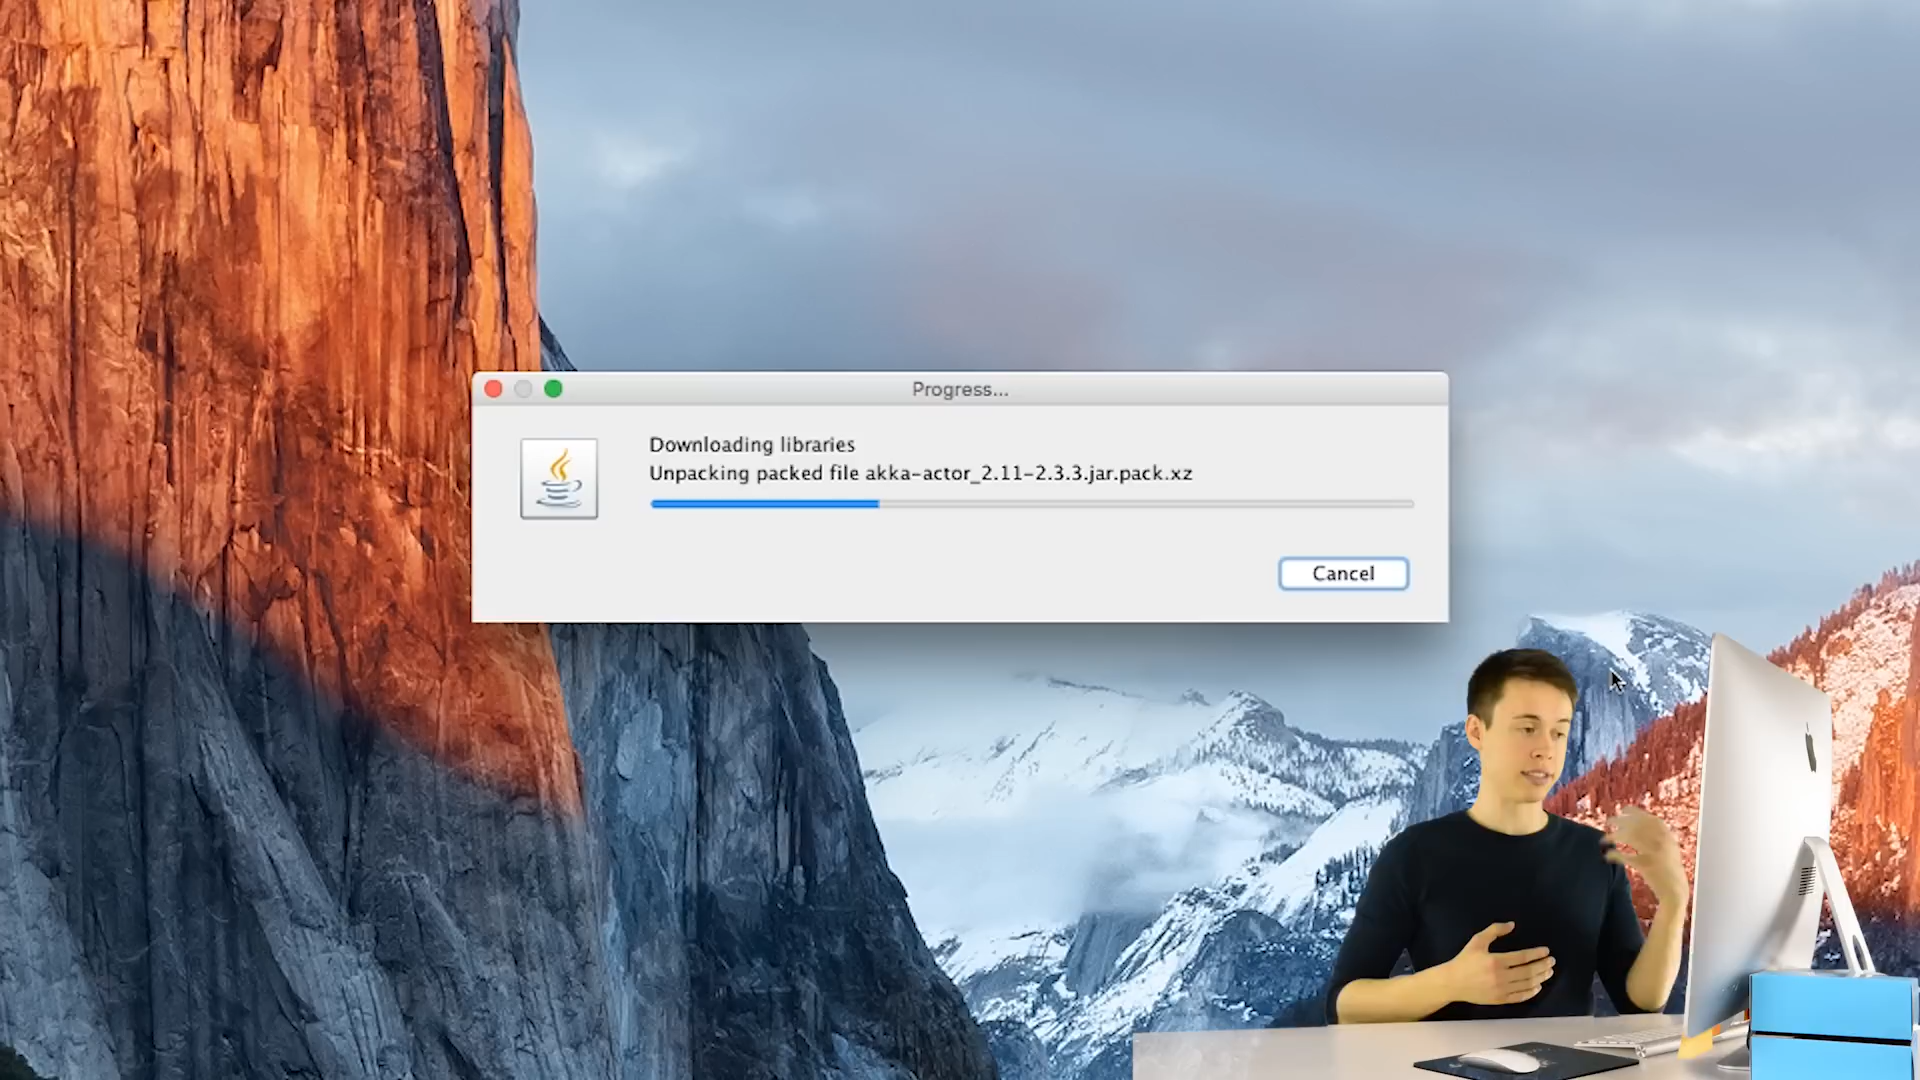 Progress...
Downloading libraries
Unpacking packed file akka-actor_2.11-2.3.3.jar.pack.xz
Cancel